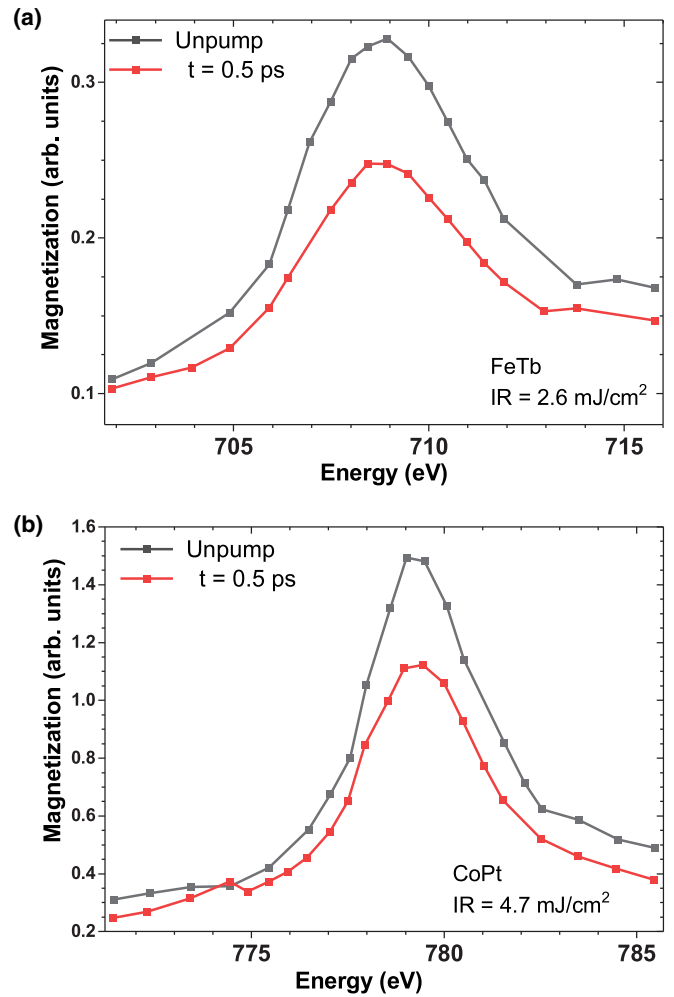 (a)
Unpump
t = 0.5 ps
0.3
0.2
0.1
Magnetization (arb. units)
FeTb
IR = 2.6 mJ/cm²
705 710 715
Energy (eV)
(b)
1.6
Unpump
t = 0.5 ps
1.4
1.2
1.0
0.8
0.6
0.4
0.2
Magnetization (arb. units)
CoPt
IR = 4.7 mJ/cm²
775 780 785
Energy (eV)